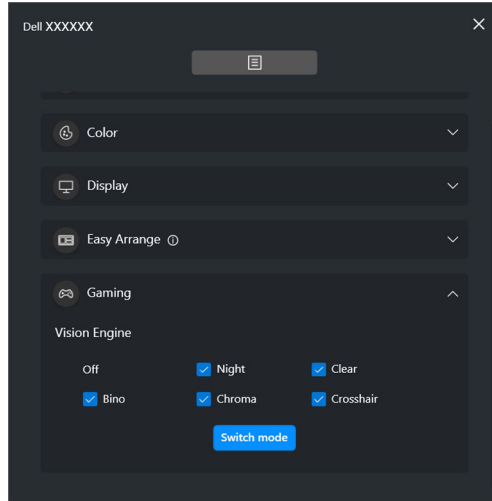 Dell XXXXXX
Color
Display
Easy Arrange
Gaming
Vision Engine
Off Night Clear
Bino Chroma Crosshair
Switch mode